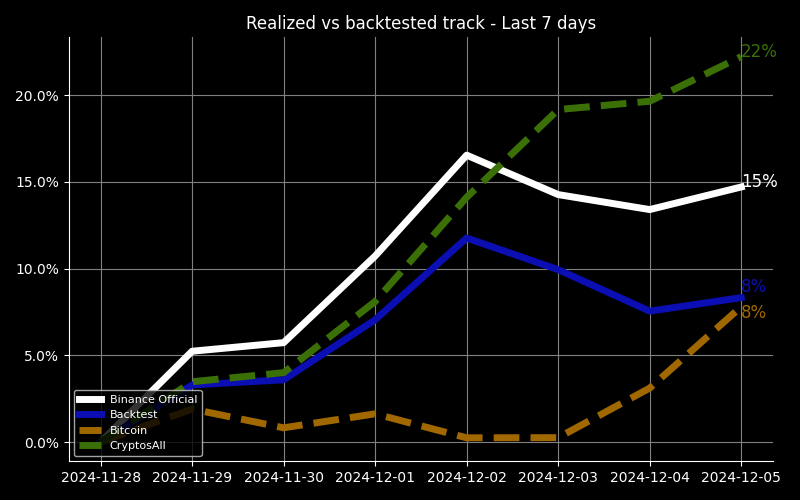 Realized vs backtested track - Last 7 days
22%
20.0%
15.0%
15%
10.0%
8%
8%
5.0%
0.0%
Binance Official
Backtest
Bitcoin
CryptosAll
2024-11-28 2024-11-29 2024-11-30 2024-12-01 2024-12-02 2024-12-03 2024-12-04 2024-12-05